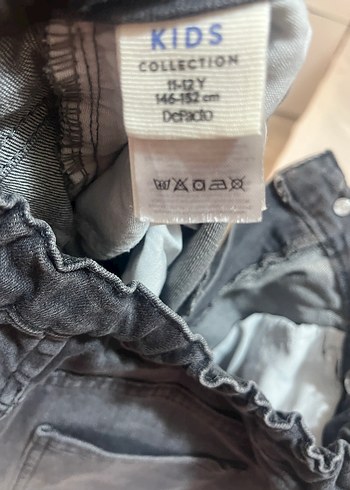 KIDS
COLLECTION
11-12 Y
146-152 cm
DeFacto